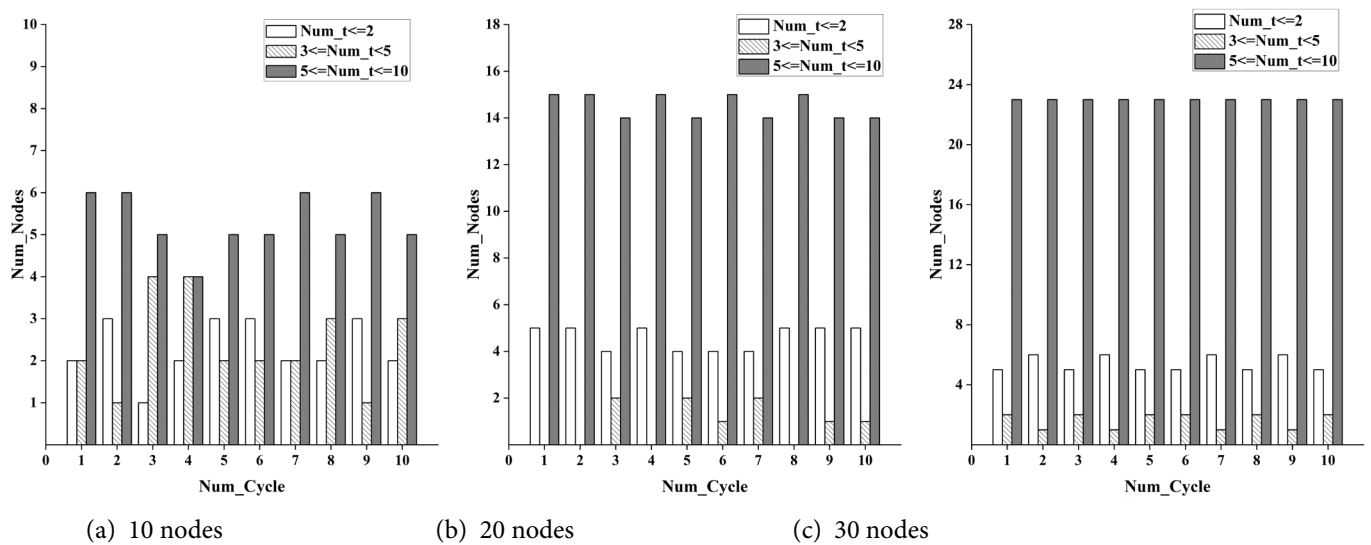 10
9
8
7
6
5
4
3
2
1
Num_Nodes
Num_t<=2
3<=Num_t<5
5<=Num_t<=10
0 1 2 3 4 5 6 7 8 9 10
Num_Cycle
(a) 10 nodes
18
16
14
12
10
8
6
4
2
Num_Nodes
Num_t<=2
3<=Num_t<5
5<=Num_t<=10
0 1 2 3 4 5 6 7 8 9 10
Num_Cycle
(b) 20 nodes
28
24
20
16
12
8
4
Num_Nodes
Num_t<=2
3<=Num_t<5
5<=Num_t<=10
0 1 2 3 4 5 6 7 8 9 10
Num_Cycle
(c) 30 nodes